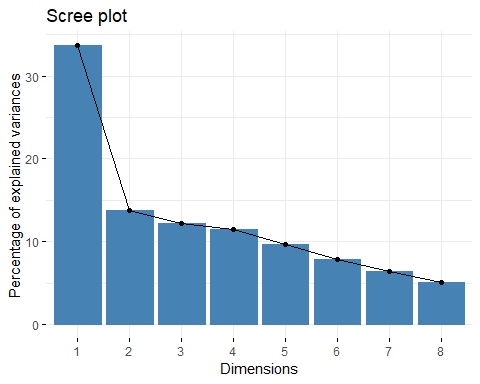 Scree plot
Percentage of explained variances
30
20
10
0
1 2 3 4 5 6 7 8
Dimensions